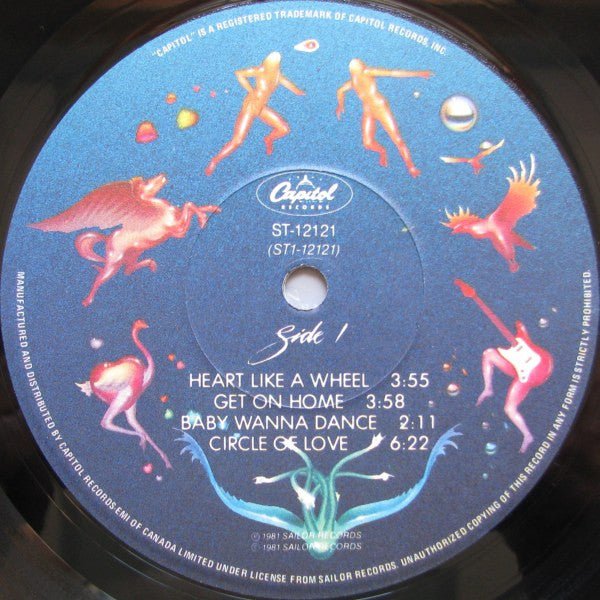 "CAPITOL" IS A REGISTERED TRADEMARK OF CAPITOL RECORDS, INC.
Capitol
RECORDS
ST-12121
(ST1-12121)
Side 1
HEART LIKE A WHEEL 3:55
GET ON HOME 3:58
BABY WANNA DANCE 2:11
CIRCLE OF LOVE 6:22
℗ 1981 SAILOR RECORDS
© 1981 SAILOR RECORDS
MANUFACTURED AND DISTRIBUTED BY CAPITOL RECORDS EMI OF CANADA LIMITED UNDER LICENSE FROM SAILOR RECORDS. UNAUTHORIZED COPYING OF THIS RECORD IN ANY FORM IS STRICTLY PROHIBITED.